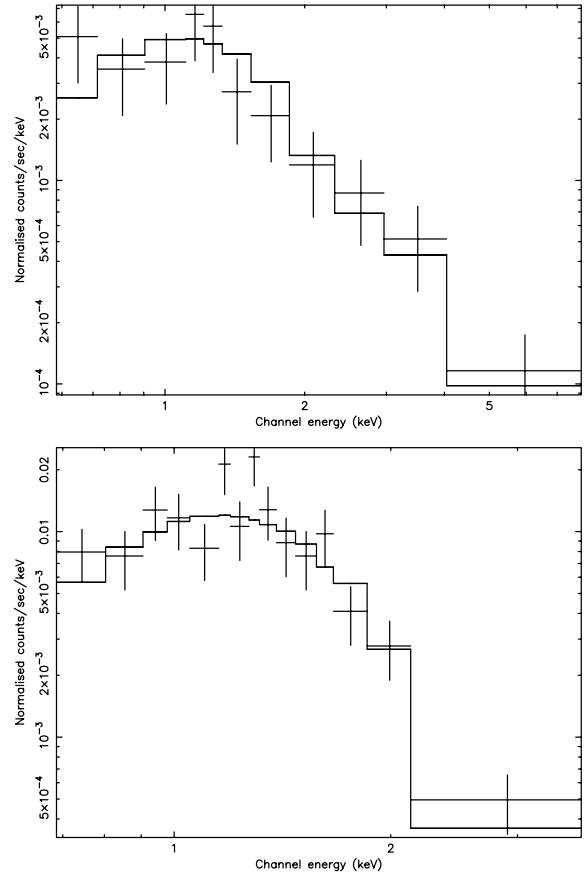 Normalised counts/sec/keV
5×10⁻³
2×10⁻³
10⁻³
5×10⁻⁴
2×10⁻⁴
10⁻⁴
1 2 5
Channel energy (keV)
Normalised counts/sec/keV
0.02
0.01
5×10⁻³
2×10⁻³
10⁻³
5×10⁻⁴
1 2
Channel energy (keV)